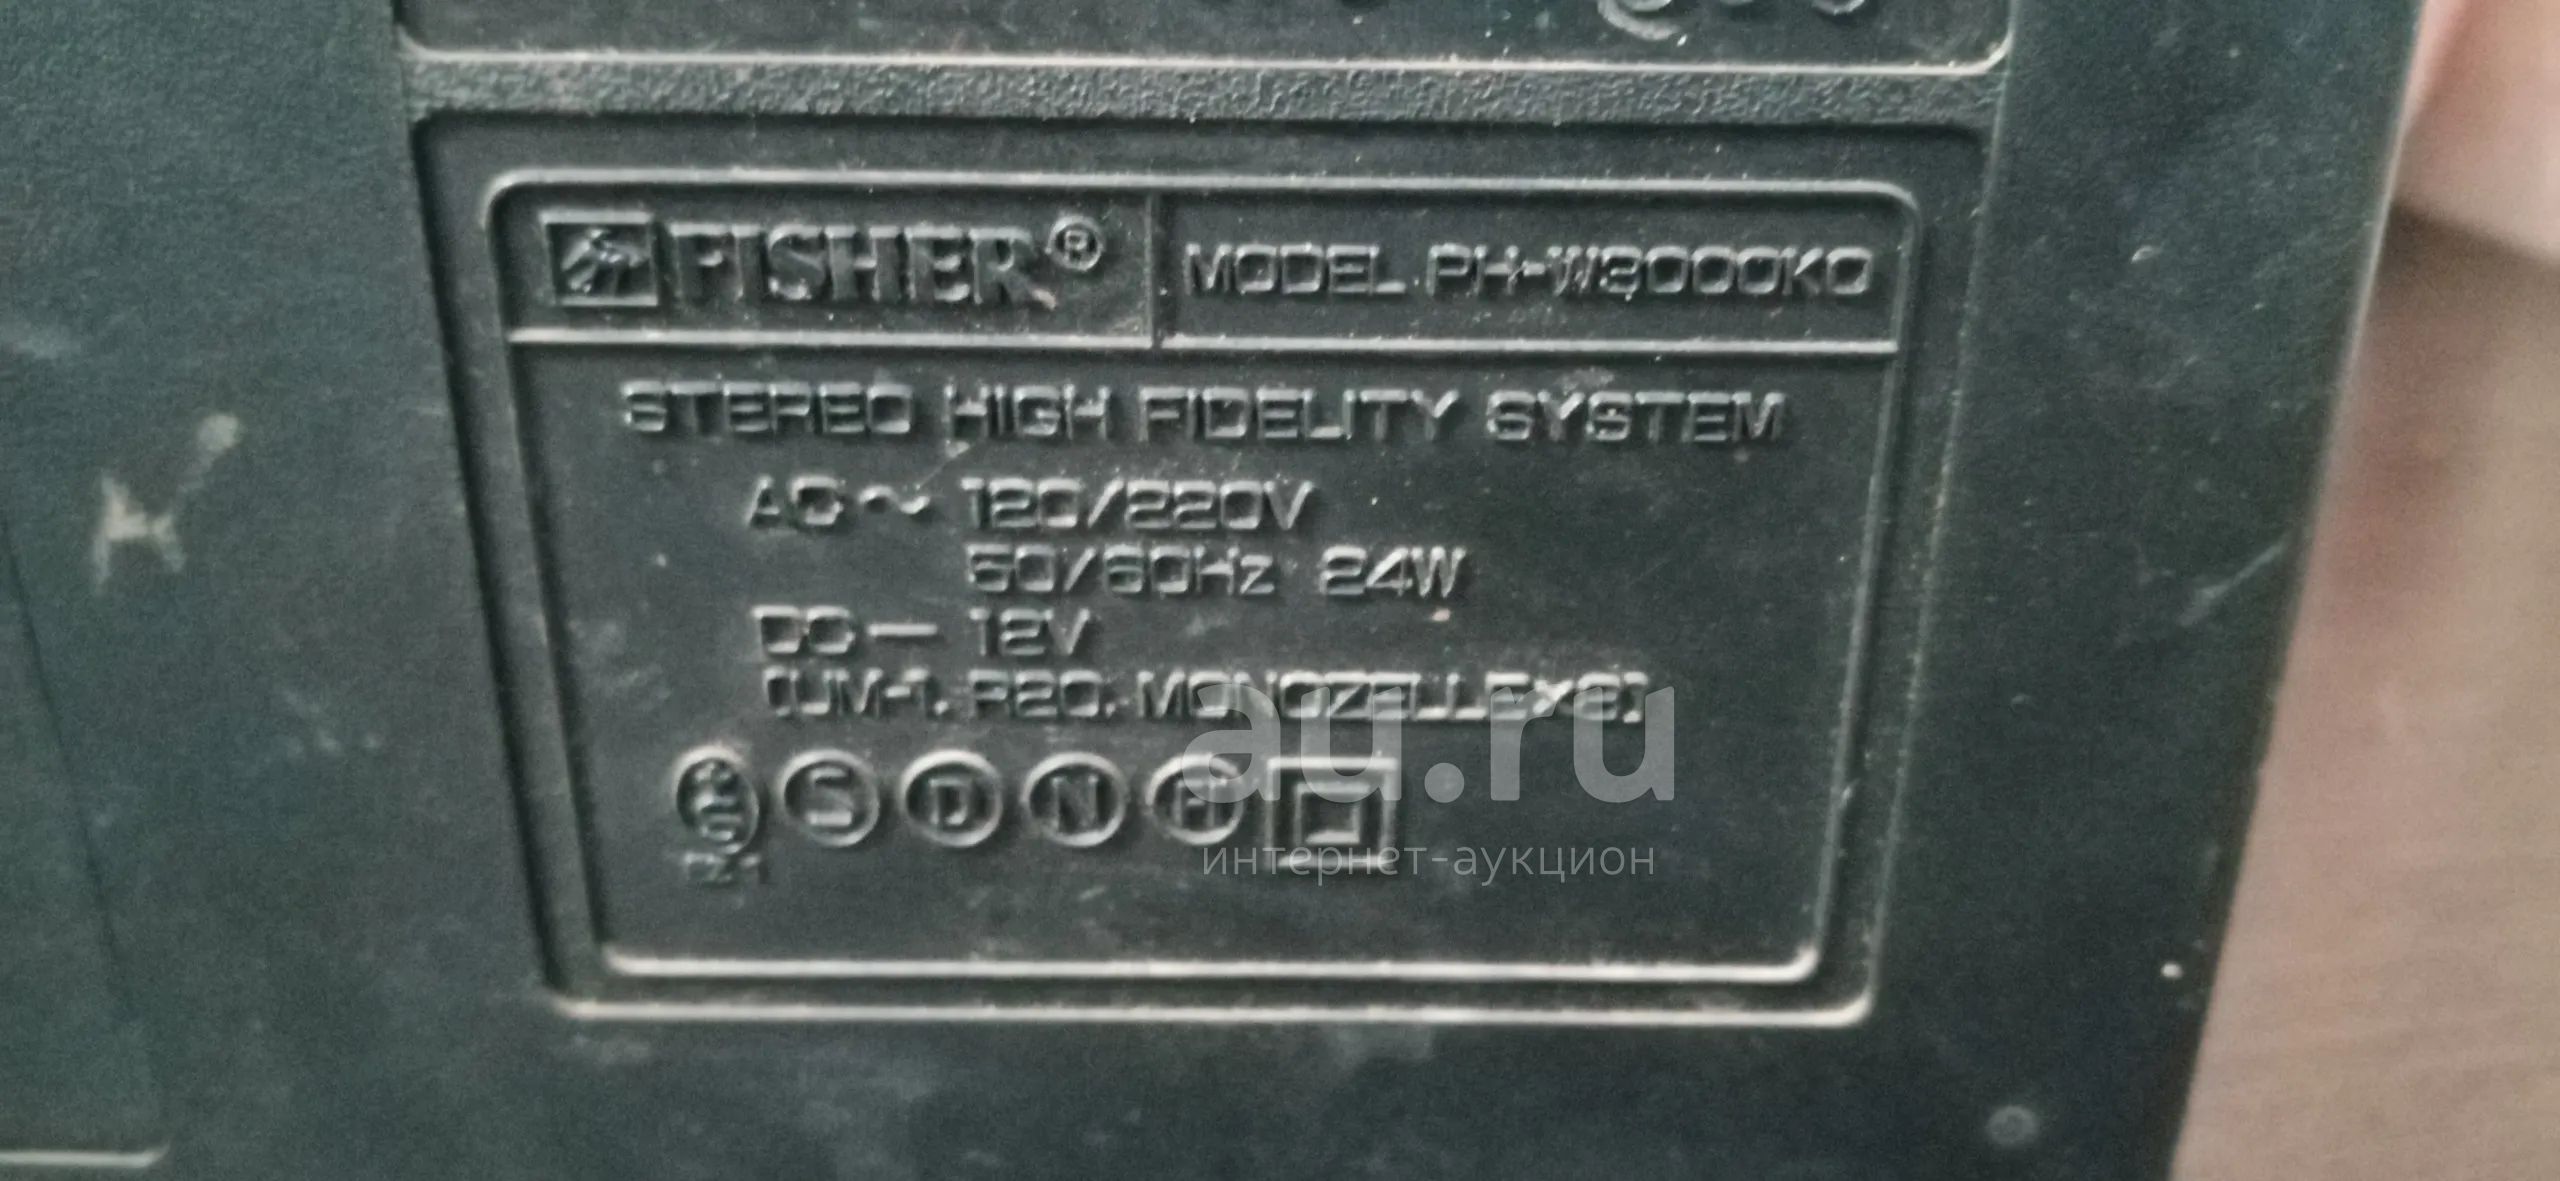 FISHER® MODEL PH-W3000KO
STEREO HIGH FIDELITY SYSTEM
AC ~ 120/220V
50/60Hz 24W
DC — 12V
(UM-1, R20, MONOZELLE×8)
S D N
au.ru
интернет-аукцион